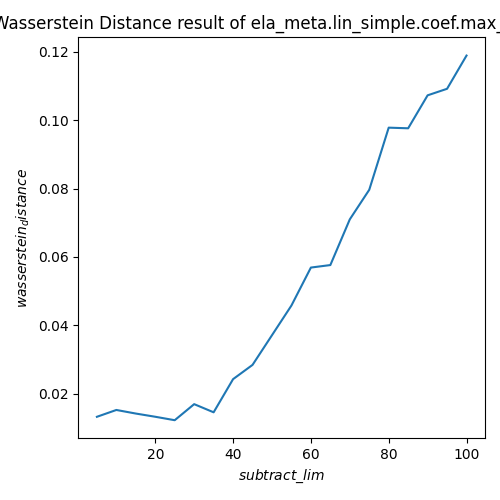 Wasserstein Distance result of ela_meta.lin_simple.coef.max_
0.12
0.10
0.08
0.06
0.04
0.02
wasserstein_distance
20 40 60 80 100
subtract_lim